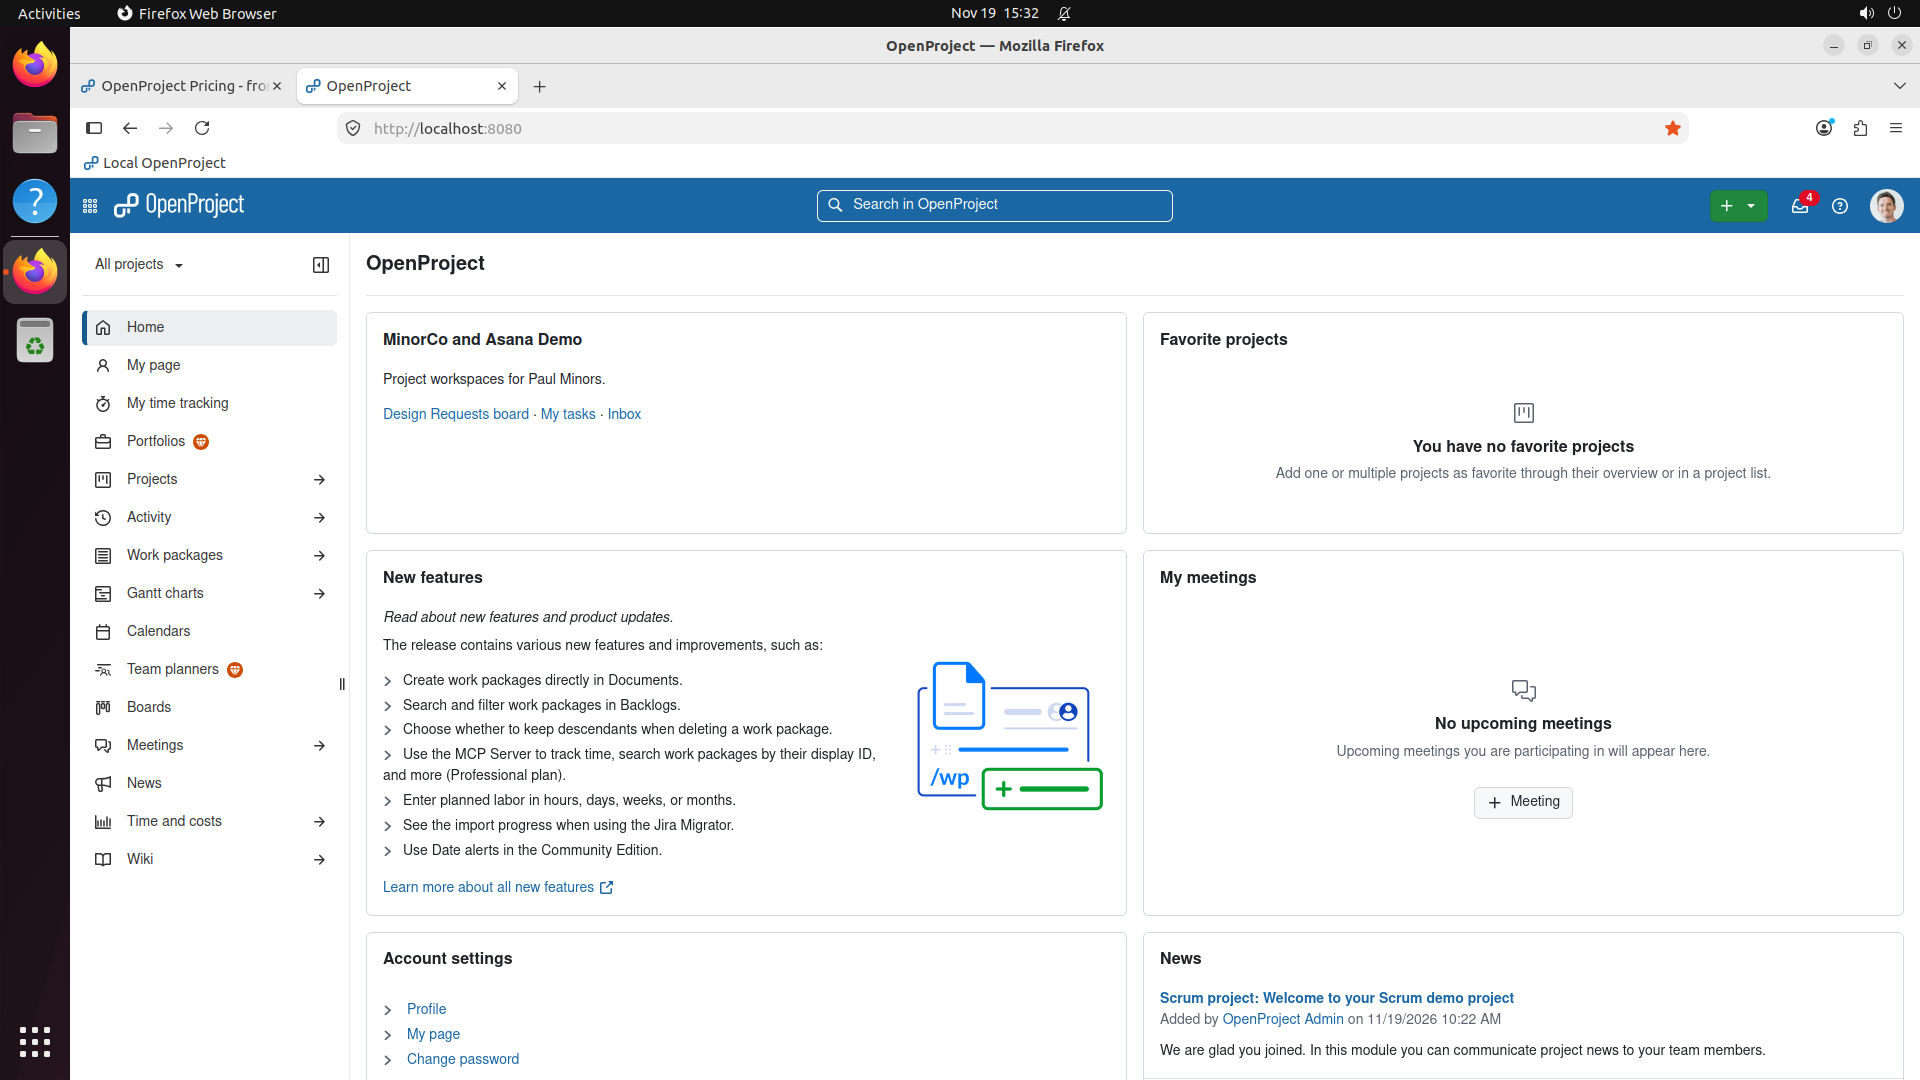 Activities
Firefox Web Browser
Nov 19 15:32
OpenProject — Mozilla Firefox
OpenProject Pricing - fro
OpenProject
http://localhost:8080
Local OpenProject
OpenProject
Search in OpenProject
4
All projects
OpenProject
Home
My page
My time tracking
Portfolios
Projects
Activity
Work packages
Gantt charts
Calendars
Team planners
Boards
Meetings
News
Time and costs
Wiki
MinorCo and Asana Demo
Project workspaces for Paul Minors.
Design Requests board · My tasks · Inbox
Favorite projects
You have no favorite projects
Add one or multiple projects as favorite through their overview or in a project list.
New features
Read about new features and product updates.
The release contains various new features and improvements, such as:
Create work packages directly in Documents.
Search and filter work packages in Backlogs.
Choose whether to keep descendants when deleting a work package.
Use the MCP Server to track time, search work packages by their display ID,
and more (Professional plan).
Enter planned labor in hours, days, weeks, or months.
See the import progress when using the Jira Migrator.
Use Date alerts in the Community Edition.
Learn more about all new features
/wp
My meetings
No upcoming meetings
Upcoming meetings you are participating in will appear here.
Meeting
Account settings
Profile
My page
Change password
News
Scrum project: Welcome to your Scrum demo project
Added by OpenProject Admin on 11/19/2026 10:22 AM
We are glad you joined. In this module you can communicate project news to your team members.